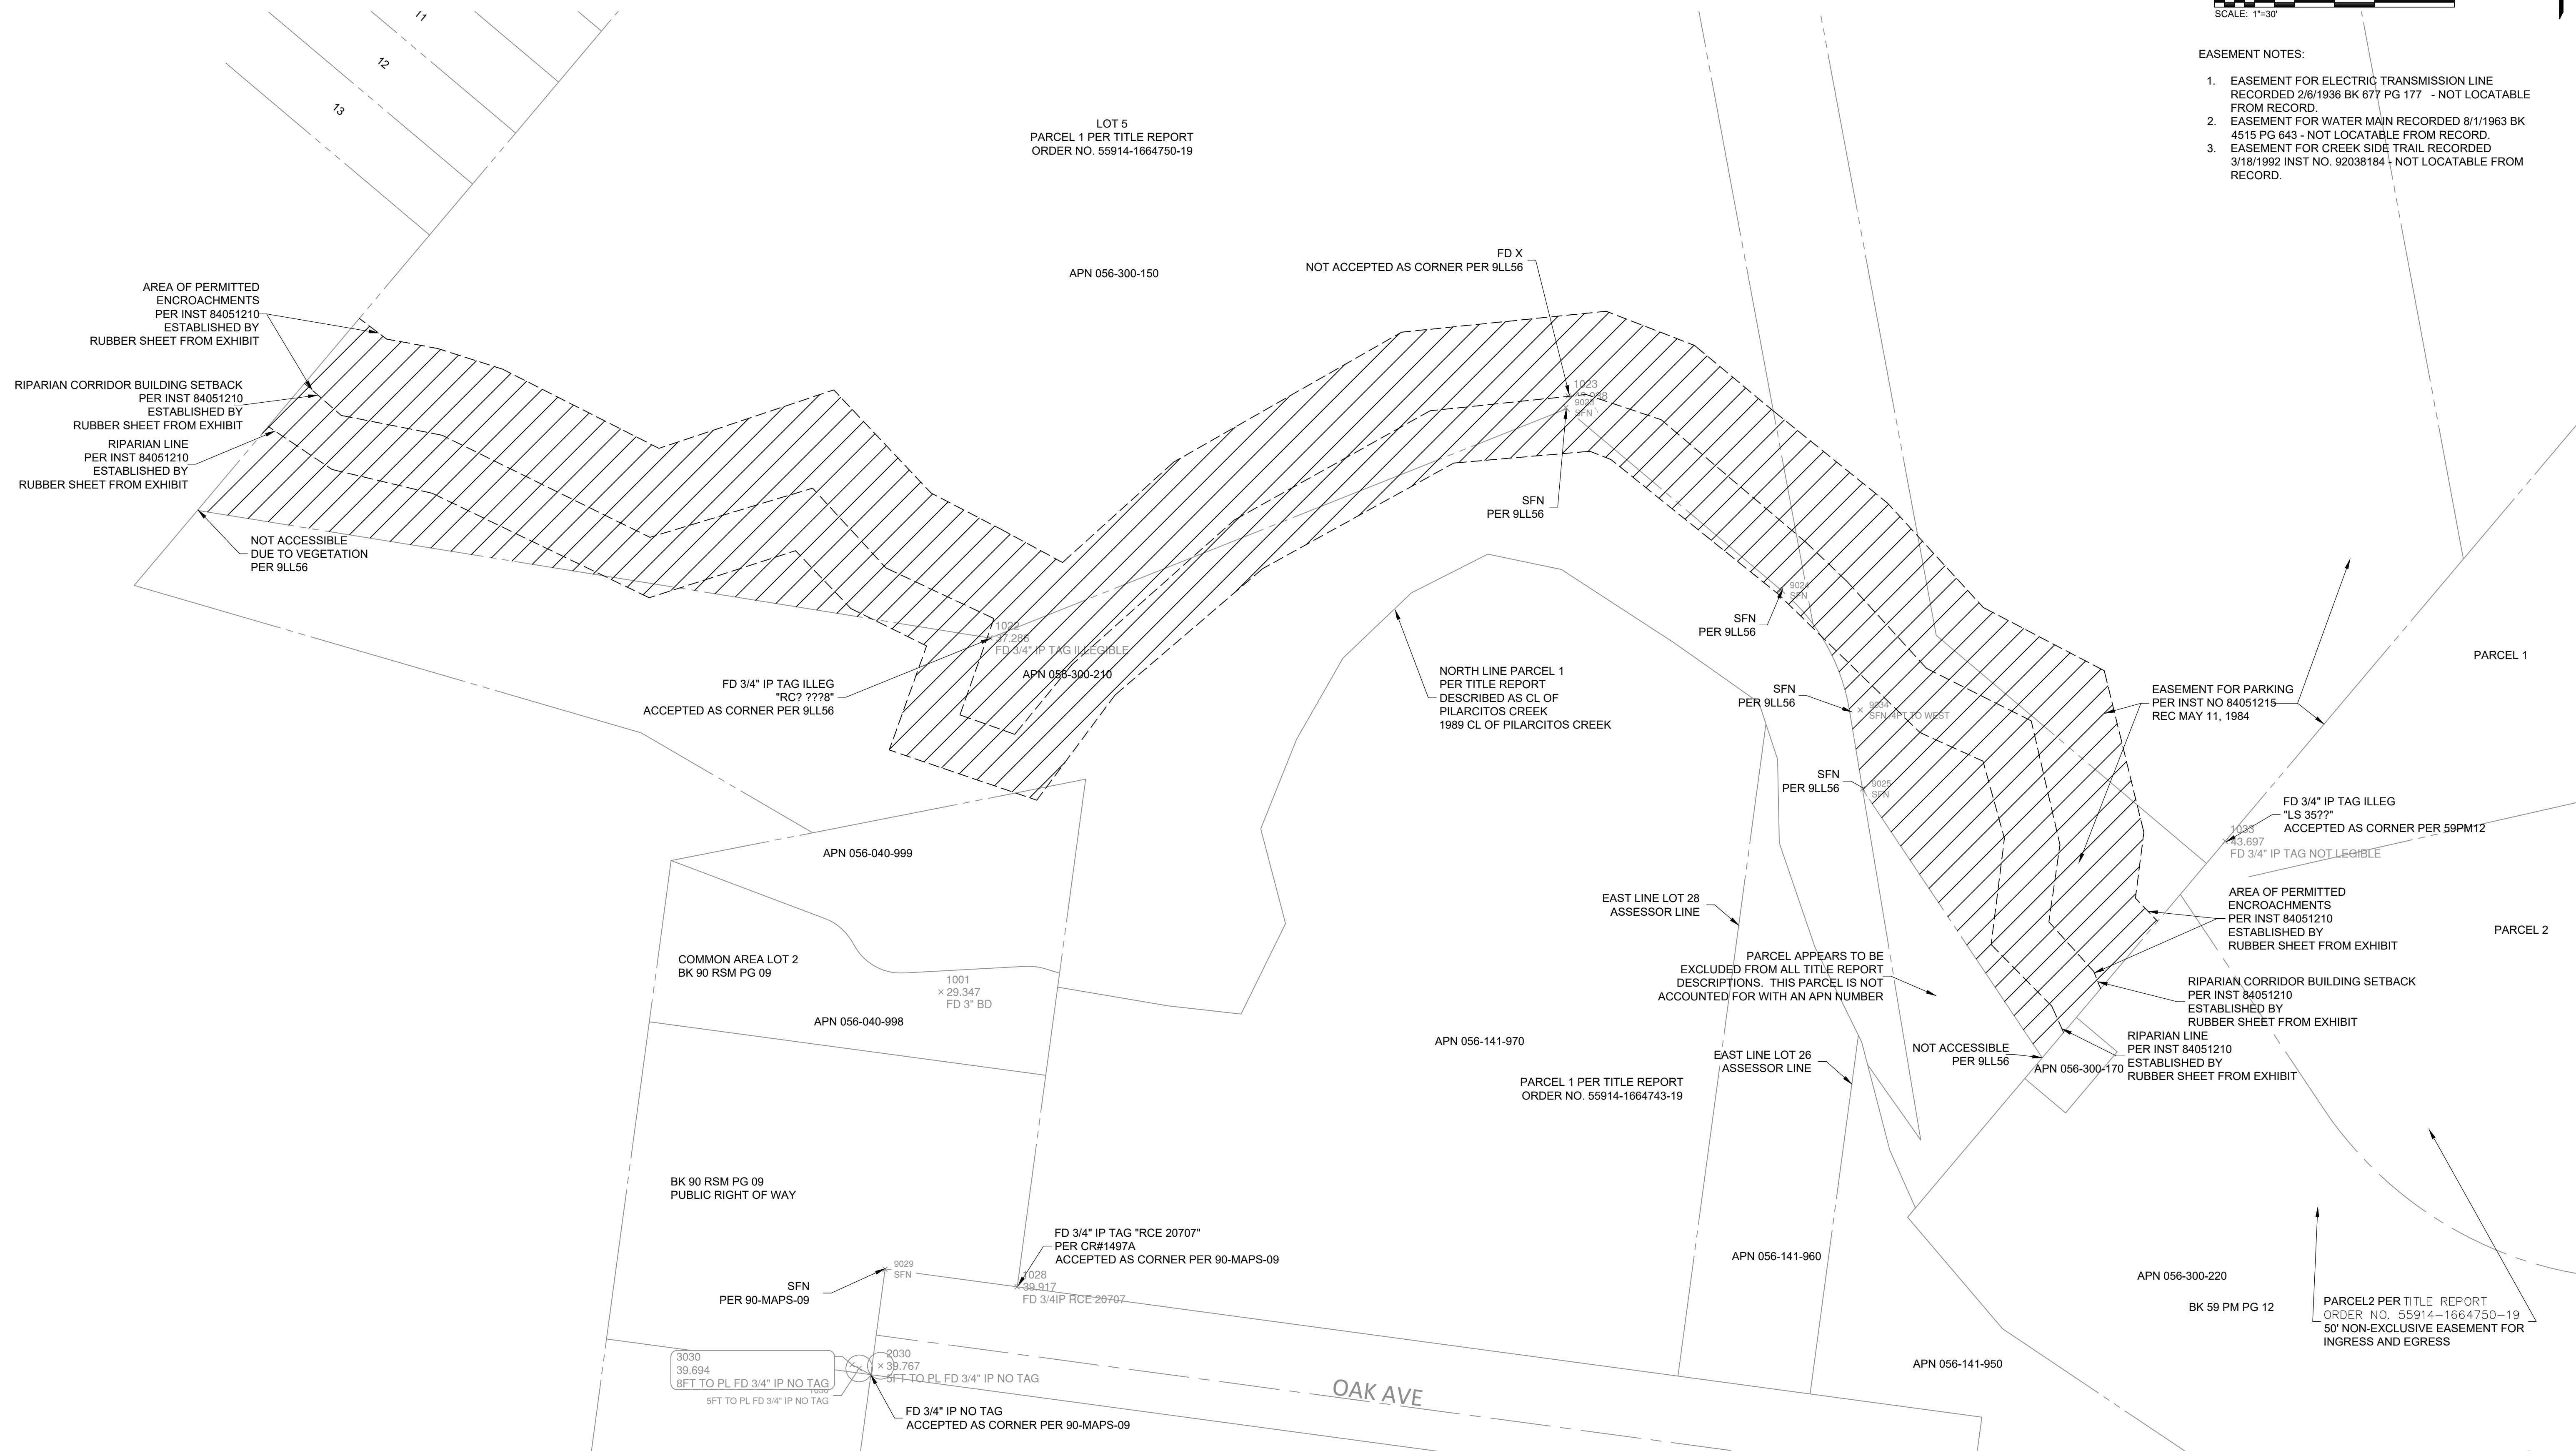 SCALE: 1"=30'
EASEMENT NOTES:
1. EASEMENT FOR ELECTRIC TRANSMISSION LINE
RECORDED 2/6/1936 BK 677 PG 177 - NOT LOCATABLE
FROM RECORD.
2. EASEMENT FOR WATER MAIN RECORDED 8/1/1963 BK
4515 PG 643 - NOT LOCATABLE FROM RECORD.
3. EASEMENT FOR CREEK SIDE TRAIL RECORDED
3/18/1992 INST NO. 92038184 - NOT LOCATABLE FROM
RECORD.
11
12
13
LOT 5
PARCEL 1 PER TITLE REPORT
ORDER NO. 55914-1664750-19
APN 056-300-150
FD X
NOT ACCEPTED AS CORNER PER 9LL56
AREA OF PERMITTED
ENCROACHMENTS
PER INST 84051210
ESTABLISHED BY
RUBBER SHEET FROM EXHIBIT
RIPARIAN CORRIDOR BUILDING SETBACK
PER INST 84051210
ESTABLISHED BY
RUBBER SHEET FROM EXHIBIT
RIPARIAN LINE
PER INST 84051210
ESTABLISHED BY
RUBBER SHEET FROM EXHIBIT
NOT ACCESSIBLE
DUE TO VEGETATION
PER 9LL56
1023
SFN
SFN
PER 9LL56
9024
SFN
SFN
PER 9LL56
1022
37.286
FD 3/4" IP TAG ILLEGIBLE
APN 056-300-210
FD 3/4" IP TAG ILLEG
"RC? ???8"
ACCEPTED AS CORNER PER 9LL56
NORTH LINE PARCEL 1
PER TITLE REPORT
DESCRIBED AS CL OF
PILARCITOS CREEK
1989 CL OF PILARCITOS CREEK
SFN
PER 9LL56
9034
SFN .4FT TO WEST
SFN
PER 9LL56
9025
SFN
EASEMENT FOR PARKING
PER INST NO 84051215
REC MAY 11, 1984
PARCEL 1
FD 3/4" IP TAG ILLEG
"LS 35??"
ACCEPTED AS CORNER PER 59PM12
1033
43.697
FD 3/4" IP TAG NOT LEGIBLE
AREA OF PERMITTED
ENCROACHMENTS
PER INST 84051210
ESTABLISHED BY
RUBBER SHEET FROM EXHIBIT
PARCEL 2
RIPARIAN CORRIDOR BUILDING SETBACK
PER INST 84051210
ESTABLISHED BY
RUBBER SHEET FROM EXHIBIT
RIPARIAN LINE
PER INST 84051210
ESTABLISHED BY
RUBBER SHEET FROM EXHIBIT
APN 056-040-999
EAST LINE LOT 28
ASSESSOR LINE
COMMON AREA LOT 2
BK 90 RSM PG 09
1001
29.347
FD 3" BD
APN 056-040-998
PARCEL APPEARS TO BE
EXCLUDED FROM ALL TITLE REPORT
DESCRIPTIONS. THIS PARCEL IS NOT
ACCOUNTED FOR WITH AN APN NUMBER
APN 056-141-970
EAST LINE LOT 26
ASSESSOR LINE
NOT ACCESSIBLE
PER 9LL56
APN 056-300-170
PARCEL 1 PER TITLE REPORT
ORDER NO. 55914-1664743-19
BK 90 RSM PG 09
PUBLIC RIGHT OF WAY
FD 3/4" IP TAG "RCE 20707"
PER CR#1497A
ACCEPTED AS CORNER PER 90-MAPS-09
9029
SFN
SFN
PER 90-MAPS-09
1028
39.917
FD 3/4IP RCE 20707
APN 056-141-960
APN 056-300-220
BK 59 PM PG 12
PARCEL2 PER TITLE REPORT
ORDER NO. 55914-1664750-19
50' NON-EXCLUSIVE EASEMENT FOR
INGRESS AND EGRESS
APN 056-141-950
3030
39.694
8FT TO PL FD 3/4" IP NO TAG
5FT TO PL FD 3/4" IP NO TAG
2030
39.767
5FT TO PL FD 3/4" IP NO TAG
OAK AVE
FD 3/4" IP NO TAG
ACCEPTED AS CORNER PER 90-MAPS-09